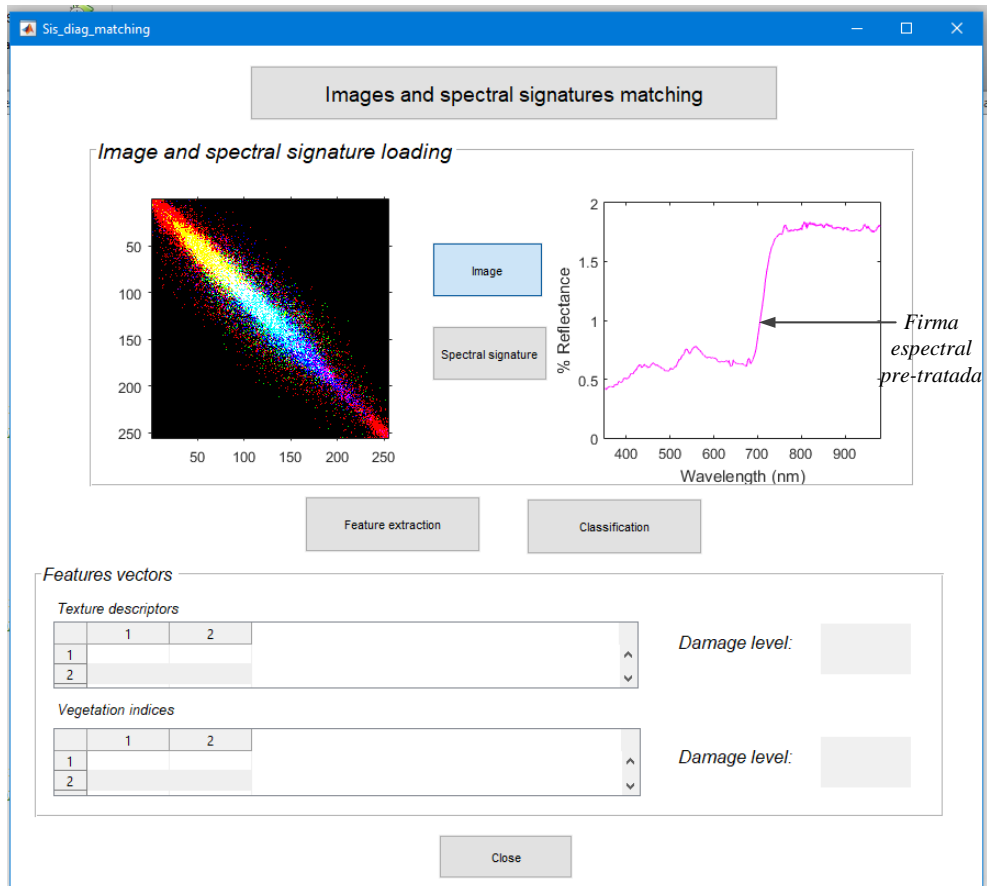 Sis_diag_matching
Images and spectral signatures matching
Image and spectral signature loading
50
100
150
200
250
50 100 150 200 250
Image
Spectral signature
% Reflectance
2
1.5
1
0.5
0
400 500 600 700 800 900
Wavelength (nm)
Firma
espectral
pre-tratada
Feature extraction
Classification
Features vectors
Texture descriptors
1 2
1
2
Damage level:
Vegetation indices
1 2
1
2
Damage level:
Close